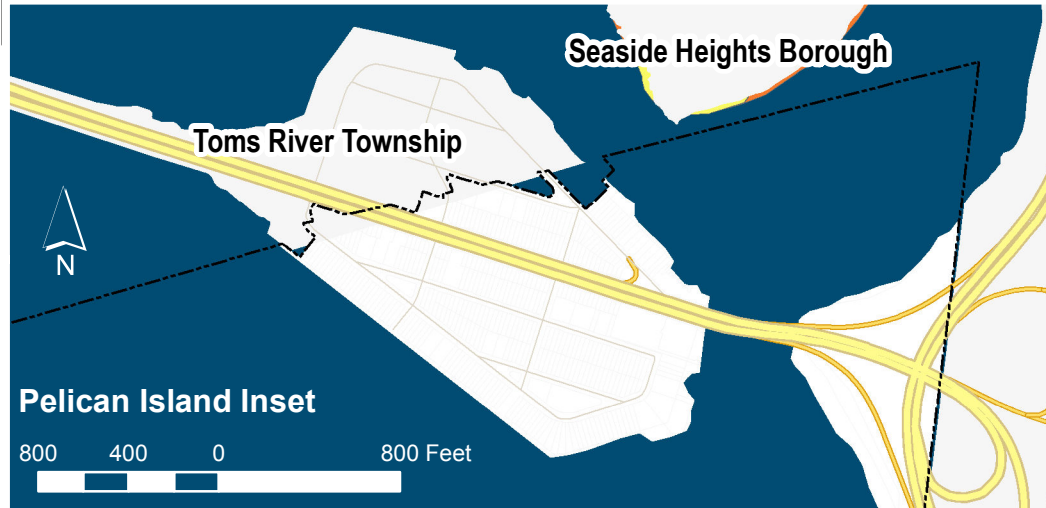 Seaside Heights Borough
Toms River Township
N
Pelican Island Inset
800 400 0 800 Feet